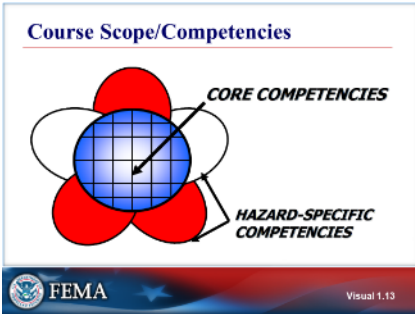 Course Scope/Competencies
CORE COMPETENCIES
HAZARD-SPECIFIC
COMPETENCIES
FEMA
Visual 1.13